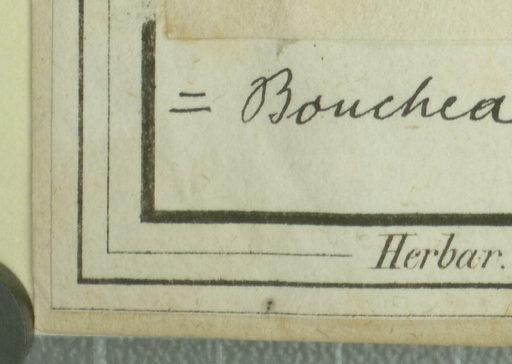 = Bouchea
Herbar.